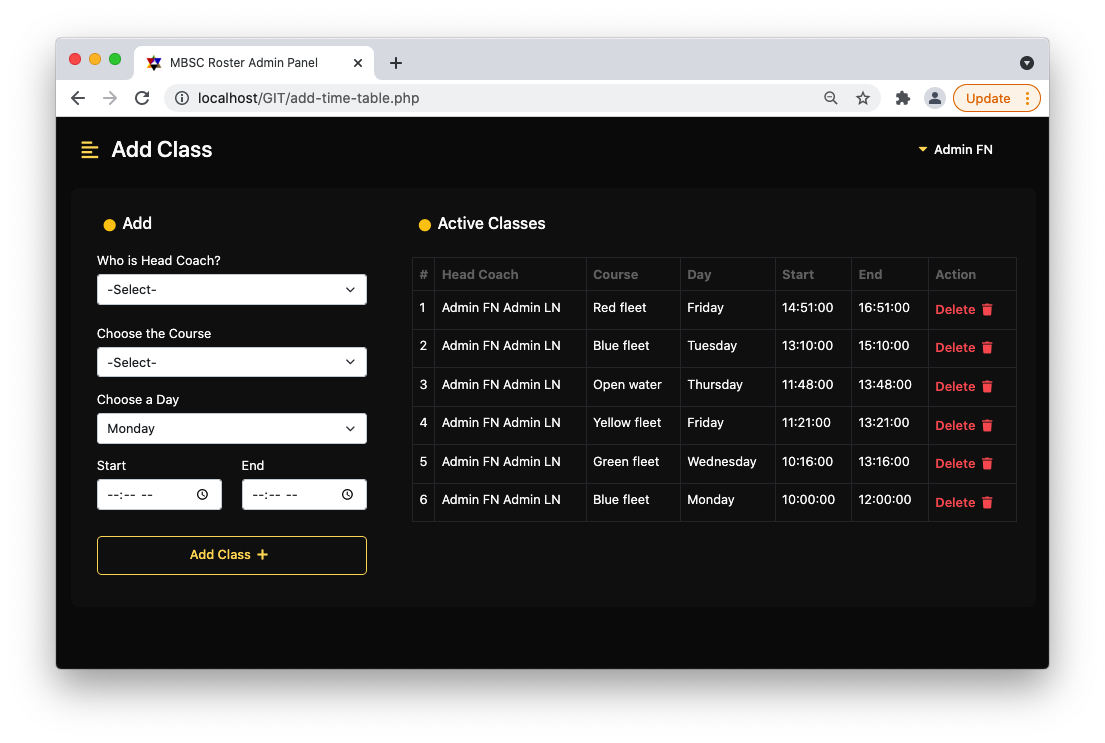 MBSC Roster Admin Panel
localhost/GIT/add-time-table.php
Update
Add Class
Admin FN
Add
Who is Head Coach?
-Select-
Choose the Course
-Select-
Choose a Day
Monday
Start End
--:-- -- --:-- --
Add Class +
Active Classes
# Head Coach Course Day Start End Action
1 Admin FN Admin LN Red fleet Friday 14:51:00 16:51:00 Delete
2 Admin FN Admin LN Blue fleet Tuesday 13:10:00 15:10:00 Delete
3 Admin FN Admin LN Open water Thursday 11:48:00 13:48:00 Delete
4 Admin FN Admin LN Yellow fleet Friday 11:21:00 13:21:00 Delete
5 Admin FN Admin LN Green fleet Wednesday 10:16:00 13:16:00 Delete
6 Admin FN Admin LN Blue fleet Monday 10:00:00 12:00:00 Delete